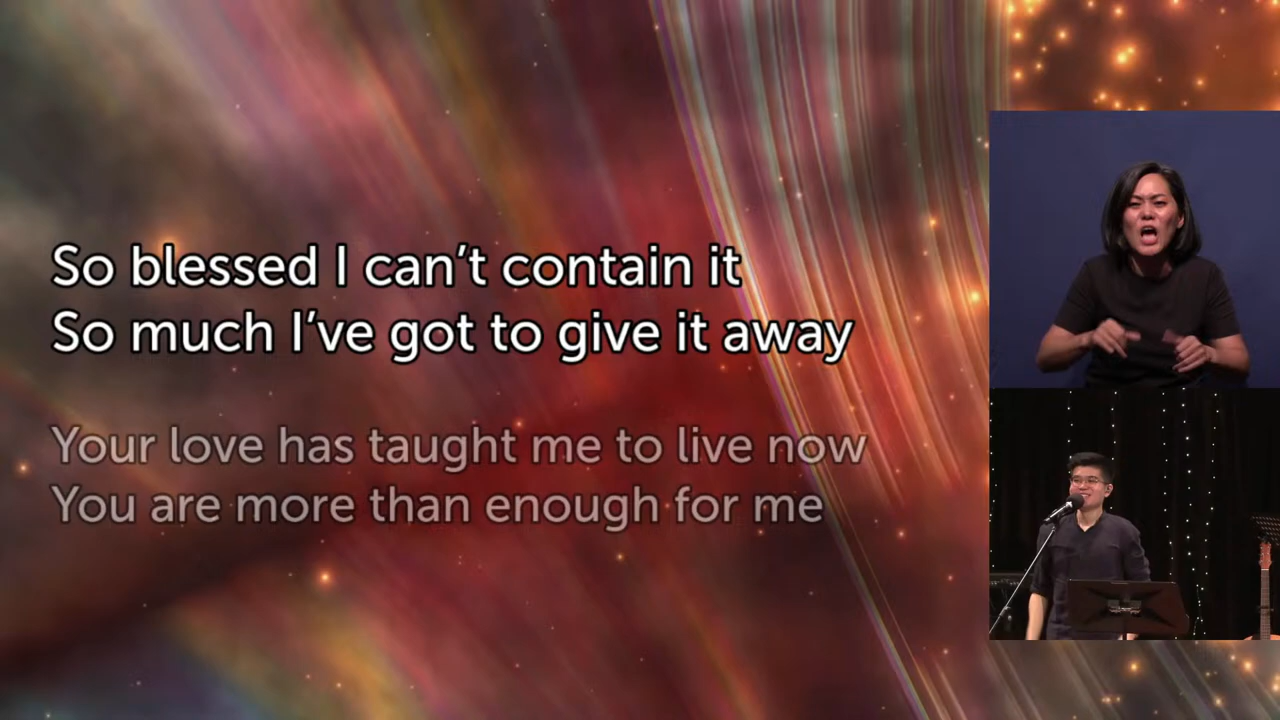 So blessed I can’t contain it
So much I’ve got to give it away
Your love has taught me to live now
You are more than enough for me